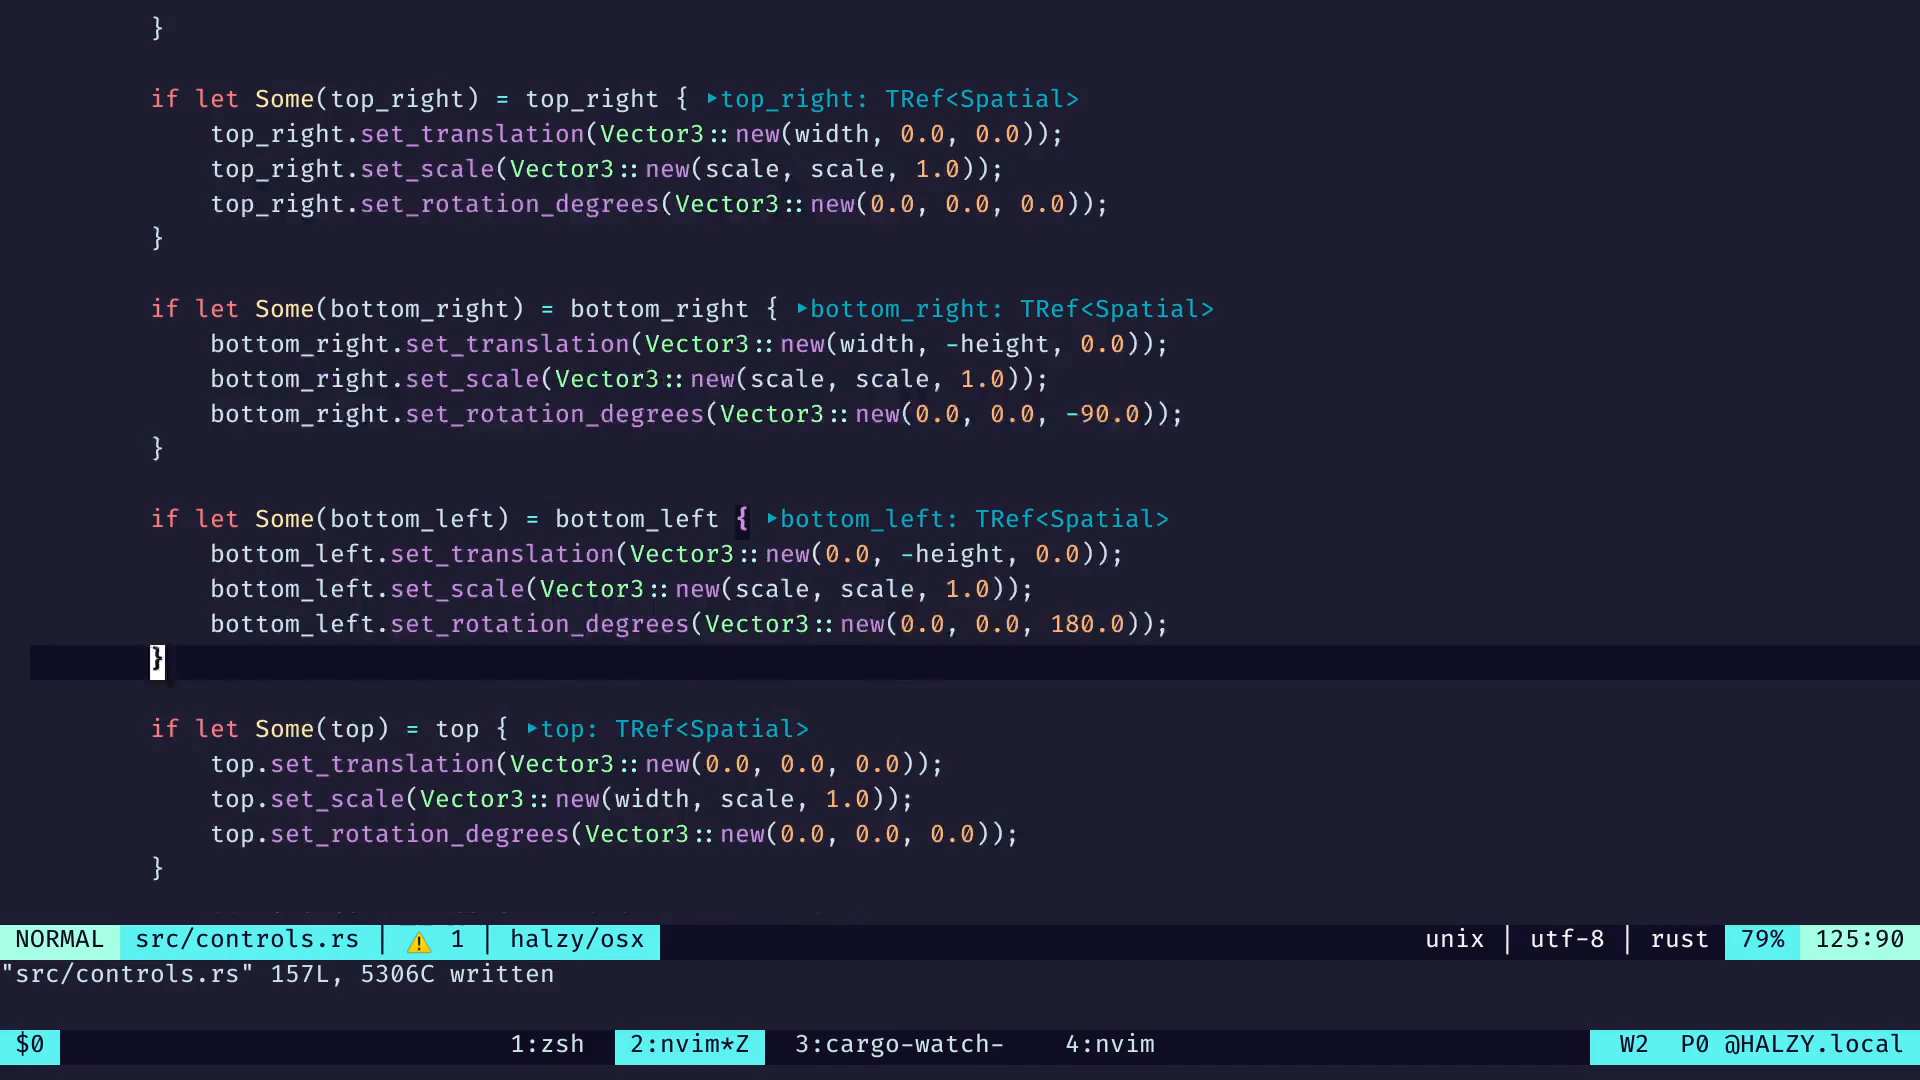 }

        if let Some(top_right) = top_right { ▸top_right: TRef<Spatial>
            top_right.set_translation(Vector3::new(width, 0.0, 0.0));
            top_right.set_scale(Vector3::new(scale, scale, 1.0));
            top_right.set_rotation_degrees(Vector3::new(0.0, 0.0, 0.0));
        }

        if let Some(bottom_right) = bottom_right { ▸bottom_right: TRef<Spatial>
            bottom_right.set_translation(Vector3::new(width, -height, 0.0));
            bottom_right.set_scale(Vector3::new(scale, scale, 1.0));
            bottom_right.set_rotation_degrees(Vector3::new(0.0, 0.0, -90.0));
        }

        if let Some(bottom_left) = bottom_left { ▸bottom_left: TRef<Spatial>
            bottom_left.set_translation(Vector3::new(0.0, -height, 0.0));
            bottom_left.set_scale(Vector3::new(scale, scale, 1.0));
            bottom_left.set_rotation_degrees(Vector3::new(0.0, 0.0, 180.0));
        }

        if let Some(top) = top { ▸top: TRef<Spatial>
            top.set_translation(Vector3::new(0.0, 0.0, 0.0));
            top.set_scale(Vector3::new(width, scale, 1.0));
            top.set_rotation_degrees(Vector3::new(0.0, 0.0, 0.0));
        }

NORMAL src/controls.rs | ⚠ 1 | halzy/osx unix | utf-8 | rust 79% 125:90
"src/controls.rs" 157L, 5306C written
$0 1:zsh 2:nvim*Z 3:cargo-watch- 4:nvim W2 P0 @HALZY.local